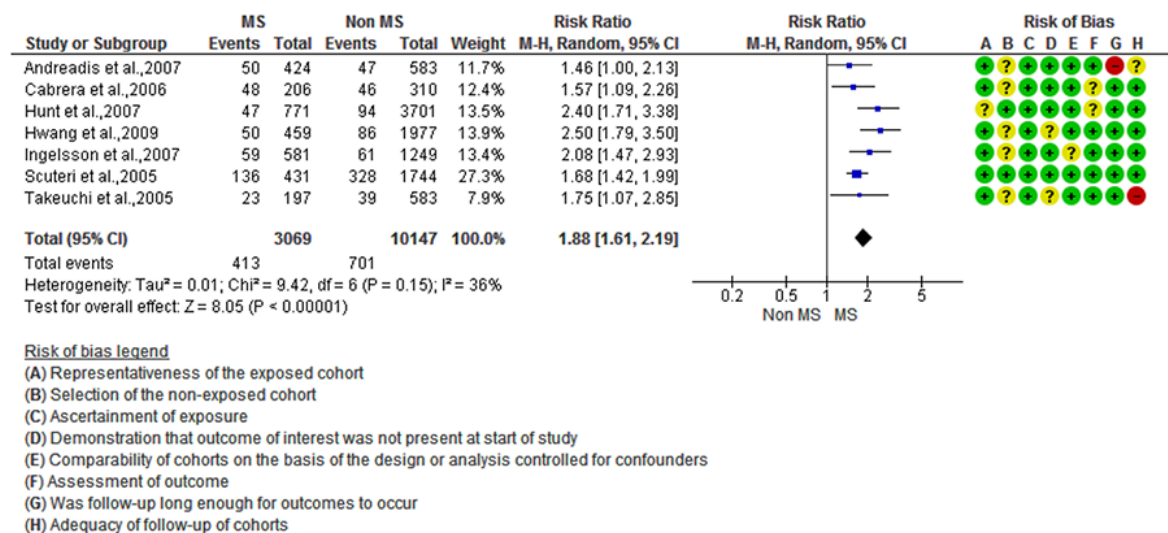 MS Non MS Risk Ratio Risk Ratio Risk of Bias
Study or Subgroup Events Total Events Total Weight M-H, Random, 95% CI M-H, Random, 95% CI A B C D E F G H
Andreadis et al.,2007 50 424 47 583 11.7% 1.46 [1.00, 2.13] + ? + + + + - ?
Cabrera et al.,2006 48 206 46 310 12.4% 1.57 [1.09, 2.26] + ? + + + ? + +
Hunt et al.,2007 47 771 94 3701 13.5% 2.40 [1.71, 3.38] ? + + + + ? + +
Hwang et al.,2009 50 459 86 1977 13.9% 2.50 [1.79, 3.50] + ? + ? + + + +
Ingelsson et al.,2007 59 581 61 1249 13.4% 2.08 [1.47, 2.93] + ? + + ? + + +
Scuteri et al.,2005 136 431 328 1744 27.3% 1.68 [1.42, 1.99] + + + + + + + +
Takeuchi et al.,2005 23 197 39 583 7.9% 1.75 [1.07, 2.85] + ? + ? + + + -
Total (95% CI) 3069 10147 100.0% 1.88 [1.61, 2.19]
Total events 413 701
Heterogeneity: Tau² = 0.01; Chi² = 9.42, df = 6 (P = 0.15); I² = 36%
Test for overall effect: Z = 8.05 (P < 0.00001)
0.2 0.5 1 2 5
Non MS MS
Risk of bias legend
(A) Representativeness of the exposed cohort
(B) Selection of the non-exposed cohort
(C) Ascertainment of exposure
(D) Demonstration that outcome of interest was not present at start of study
(E) Comparability of cohorts on the basis of the design or analysis controlled for confounders
(F) Assessment of outcome
(G) Was follow-up long enough for outcomes to occur
(H) Adequacy of follow-up of cohorts